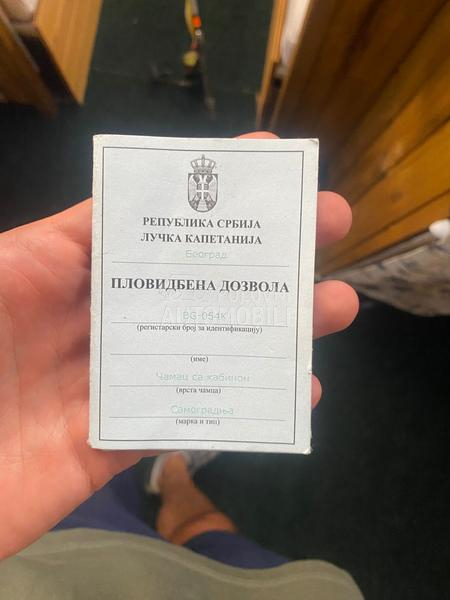 РЕПУБЛИКА СРБИЈА
ЛУЧКА КАПЕТАНИЈА
Београд
ПЛОВИДБЕНА ДОЗВОЛА
BG-054K
(регистарски број за идентификацију)
(име)
Чамац са кабином
(врста чамца)
Самоградња
(марка и тип)